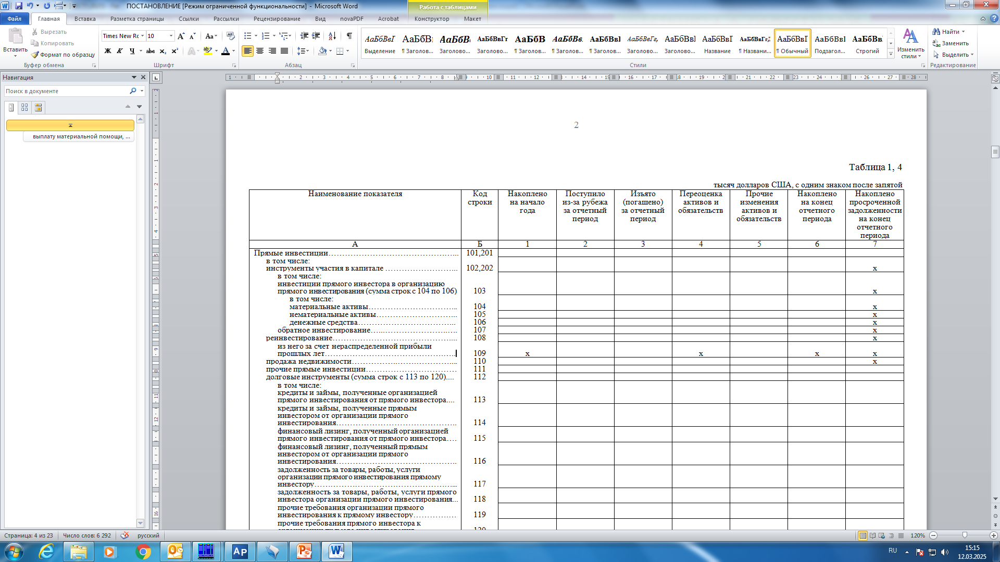 ПОСТАНОВЛЕНИЕ [Режим ограниченной функциональности] - Microsoft Word
Работа с таблицами
Файл Главная Вставка Разметка страницы Ссылки Рассылки Рецензирование Вид novaPDF Acrobat Конструктор Макет
Вставить
Вырезать
Копировать
Формат по образцу
Буфер обмена
Times New Rc 10
Шрифт
Абзац
АаБбВвГ АаБбВı АаБбВı АаБбВвГг АаБбВ АаБбВв. АаБбВвІ АаБбВвГг, АаБбВвІ АаБбВвІ АаБбВвГгД АаБбВвГ АаБбВвІ АаБбВв.
Выделение ¶ Заголов... Заголово... Заголово... ¶ Заголов... ¶ Заголов... ¶ Заголов... Заголово... Заголово... Название ¶ Названи... ¶ Обычный Подзагол... Строгий
Стили
Изменить стили
Найти
Заменить
Выделить
Редактирование
Навигация
Поиск в документе
выплату материальной помощи, ...
2
Таблица 1, 4
тысяч долларов США, с одним знаком после запятой
Наименование показателя
Код строки
Накоплено на начало года
Поступило из-за рубежа за отчетный период
Изъято (погашено) за отчетный период
Переоценка активов и обязательств
Прочие изменения активов и обязательств
Накоплено на конец отчетного периода
Накоплено просроченной задолженности на конец отчетного периода
А Б 1 2 3 4 5 6 7
Прямые инвестиции…………………………………….….. 101,201
в том числе:
инструменты участия в капитале …………………….... 102,202 х
в том числе:
инвестиции прямого инвестора в организацию
прямого инвестирования (сумма строк с 104 по 106) 103 х
в том числе:
материальные активы…………………………….. 104 х
нематериальные активы…………………………... 105 х
денежные средства………………………………... 106 х
обратное инвестирование…..………………….…. 107 х
реинвестирование……………………………………….... 108 х
из него за счет нераспределенной прибыли
прошлых лет……………………………………………. 109 х х х х
продажа недвижимости…………….…………………... 110 х
прочие прямые инвестиции…………………………… 111
долговые инструменты (сумма строк с 113 по 120).... 112
в том числе:
кредиты и займы, полученные организацией
прямого инвестирования от прямого инвестора.... 113
кредиты и займы, полученные прямым
инвестором от организации прямого
инвестирования………………………………………. 114
финансовый лизинг, полученный организацией
прямого инвестирования от прямого инвестора…. 115
финансовый лизинг, полученный прямым
инвестором от организации прямого
инвестирования………………………………………. 116
задолженность за товары, работы, услуги
организации прямого инвестирования прямому
инвестору……………………………………………... 117
задолженность за товары, работы, услуги прямого
инвестора организации прямого инвестирования... 118
прочие требования организации прямого
инвестирования к прямому инвестору……………. 119
прочие требования прямого инвестора к
Страница: 4 из 23 Число слов: 6 292 русский 120%
RU 15:15
12.03.2025